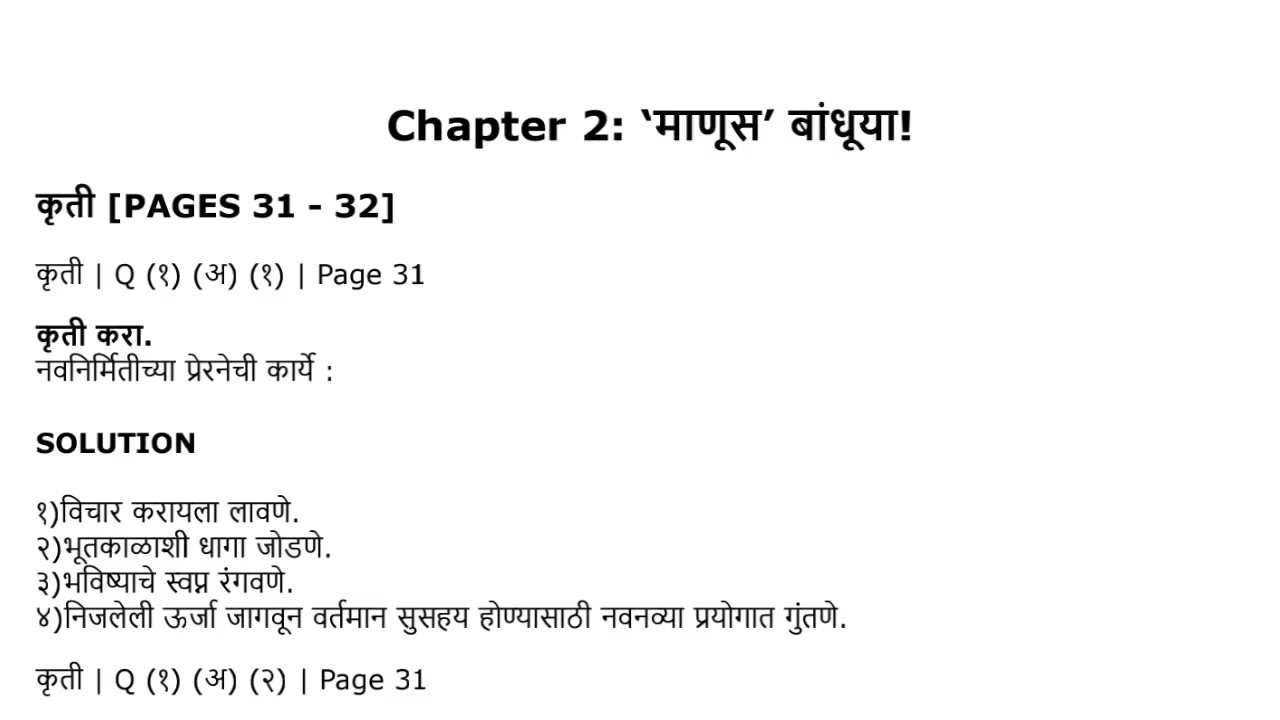 Chapter 2: ‘माणूस’ बांधूया!
कृती [PAGES 31 - 32]
कृती | Q (१) (अ) (१) | Page 31
कृती करा.
नवनिर्मितीच्या प्रेरनेची कार्ये :
SOLUTION
१)विचार करायला लावणे.
२)भूतकाळाशी धागा जोडणे.
३)भविष्याचे स्वप्न रंगवणे.
४)निजलेली ऊर्जा जागवून वर्तमान सुसहय होण्यासाठी नवनव्या प्रयोगात गुंतणे.
कृती | Q (१) (अ) (२) | Page 31